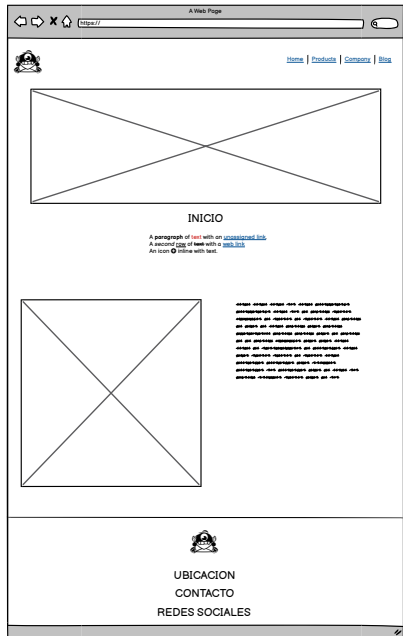 A Web Page
https://
Home | Products | Company | Blog
INICIO
A paragraph of text with an unassigned link.
A second row of text with a web link
An icon inline with text.
UBICACION
CONTACTO
REDES SOCIALES